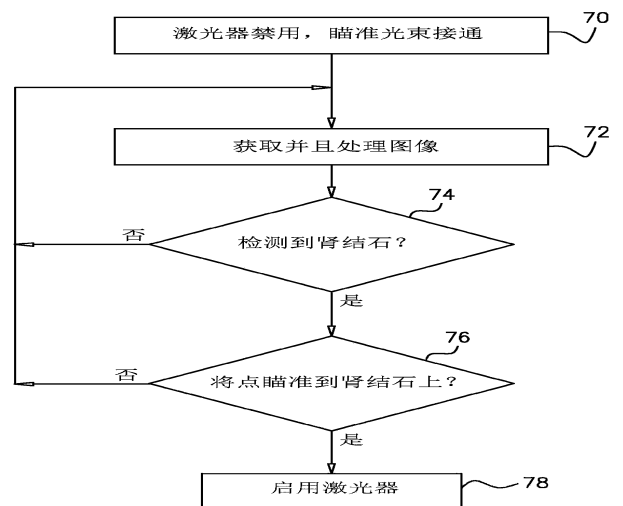 激光器禁用，瞄准光束接通
70
获取并且处理图像
72
74
检测到肾结石？
否
是
76
将点瞄准到肾结石上？
否
是
启用激光器
78